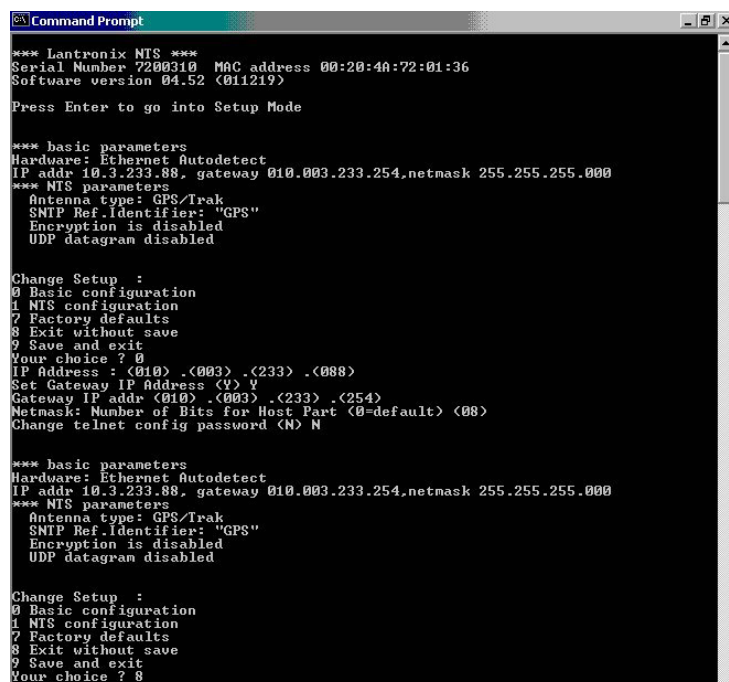 Command Prompt
*** Lantronix NTS ***
Serial Number 7200310  MAC address 00:20:4A:72:01:36
Software version 04.52 (011219)
Press Enter to go into Setup Mode
*** basic parameters
Hardware: Ethernet Autodetect
IP addr 10.3.233.88, gateway 010.003.233.254,netmask 255.255.255.000
*** NTS parameters
  Antenna type: GPS/Trak
  SNTP Ref.Identifier: "GPS"
  Encryption is disabled
  UDP datagram disabled
Change Setup  :
0 Basic configuration
1 NTS configuration
7 Factory defaults
8 Exit without save
9 Save and exit
Your choice ? 0
IP Address : (010) .(003) .(233) .(088)
Set Gateway IP Address (Y) Y
Gateway IP addr (010) .(003) .(233) .(254)
Netmask: Number of Bits for Host Part (0=default) (08)
Change telnet config password (N) N
*** basic parameters
Hardware: Ethernet Autodetect
IP addr 10.3.233.88, gateway 010.003.233.254,netmask 255.255.255.000
*** NTS parameters
  Antenna type: GPS/Trak
  SNTP Ref.Identifier: "GPS"
  Encryption is disabled
  UDP datagram disabled
Change Setup  :
0 Basic configuration
1 NTS configuration
7 Factory defaults
8 Exit without save
9 Save and exit
Your choice ? 8